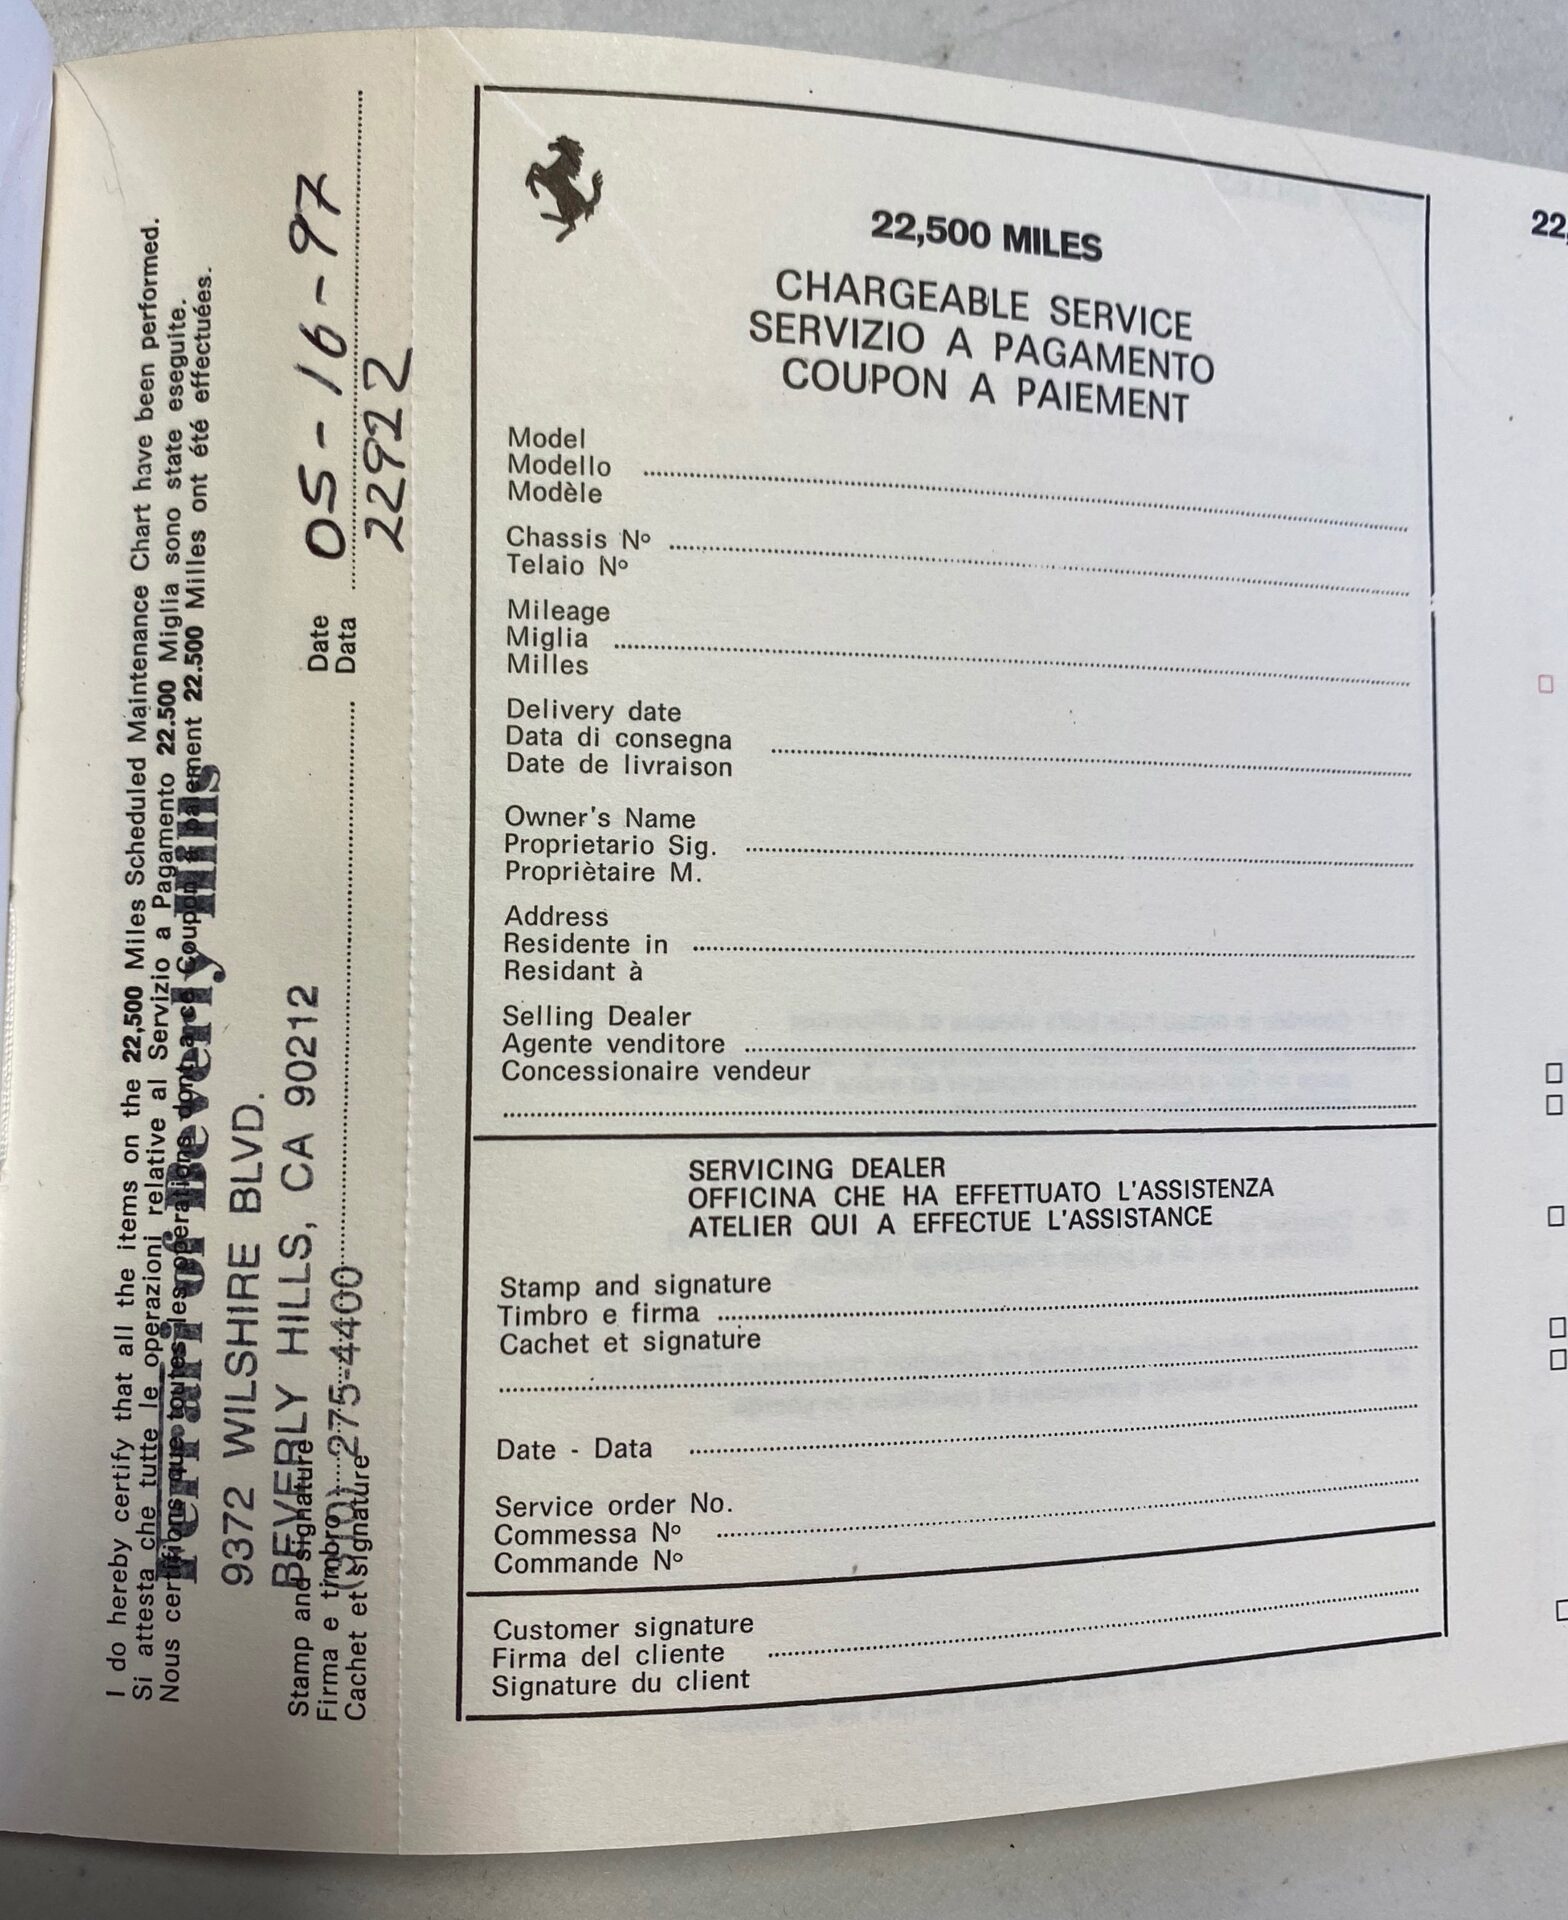 I do hereby certify that all the items on the 22,500 Miles Scheduled Maintenance Chart have been performed.
Si attesta che tutte le operazioni relative al Servizio a Pagamento 22.500 Miglia sono state eseguite.
Nous certifions que toutes les operations dont a ce Coupon a paiement 22.500 Milles ont été effectuées.
Ferrari of Beverly Hills
9372 WILSHIRE BLVD.
BEVERLY HILLS, CA 90212
(310) 275-4400
Stamp and signature
Firma e timbro
Cachet et signature
Date
Data
05-16-97
22922
22,500 MILES
CHARGEABLE SERVICE
SERVIZIO A PAGAMENTO
COUPON A PAIEMENT
Model
Modello
Modèle
Chassis Nº
Telaio Nº
Mileage
Miglia
Milles
Delivery date
Data di consegna
Date de livraison
Owner's Name
Proprietario Sig.
Propriètaire M.
Address
Residente in
Residant à
Selling Dealer
Agente venditore
Concessionaire vendeur
SERVICING DEALER
OFFICINA CHE HA EFFETTUATO L'ASSISTENZA
ATELIER QUI A EFFECTUE L'ASSISTANCE
Stamp and signature
Timbro e firma
Cachet et signature
Date - Data
Service order No.
Commessa Nº
Commande Nº
Customer signature
Firma del cliente
Signature du client
22,